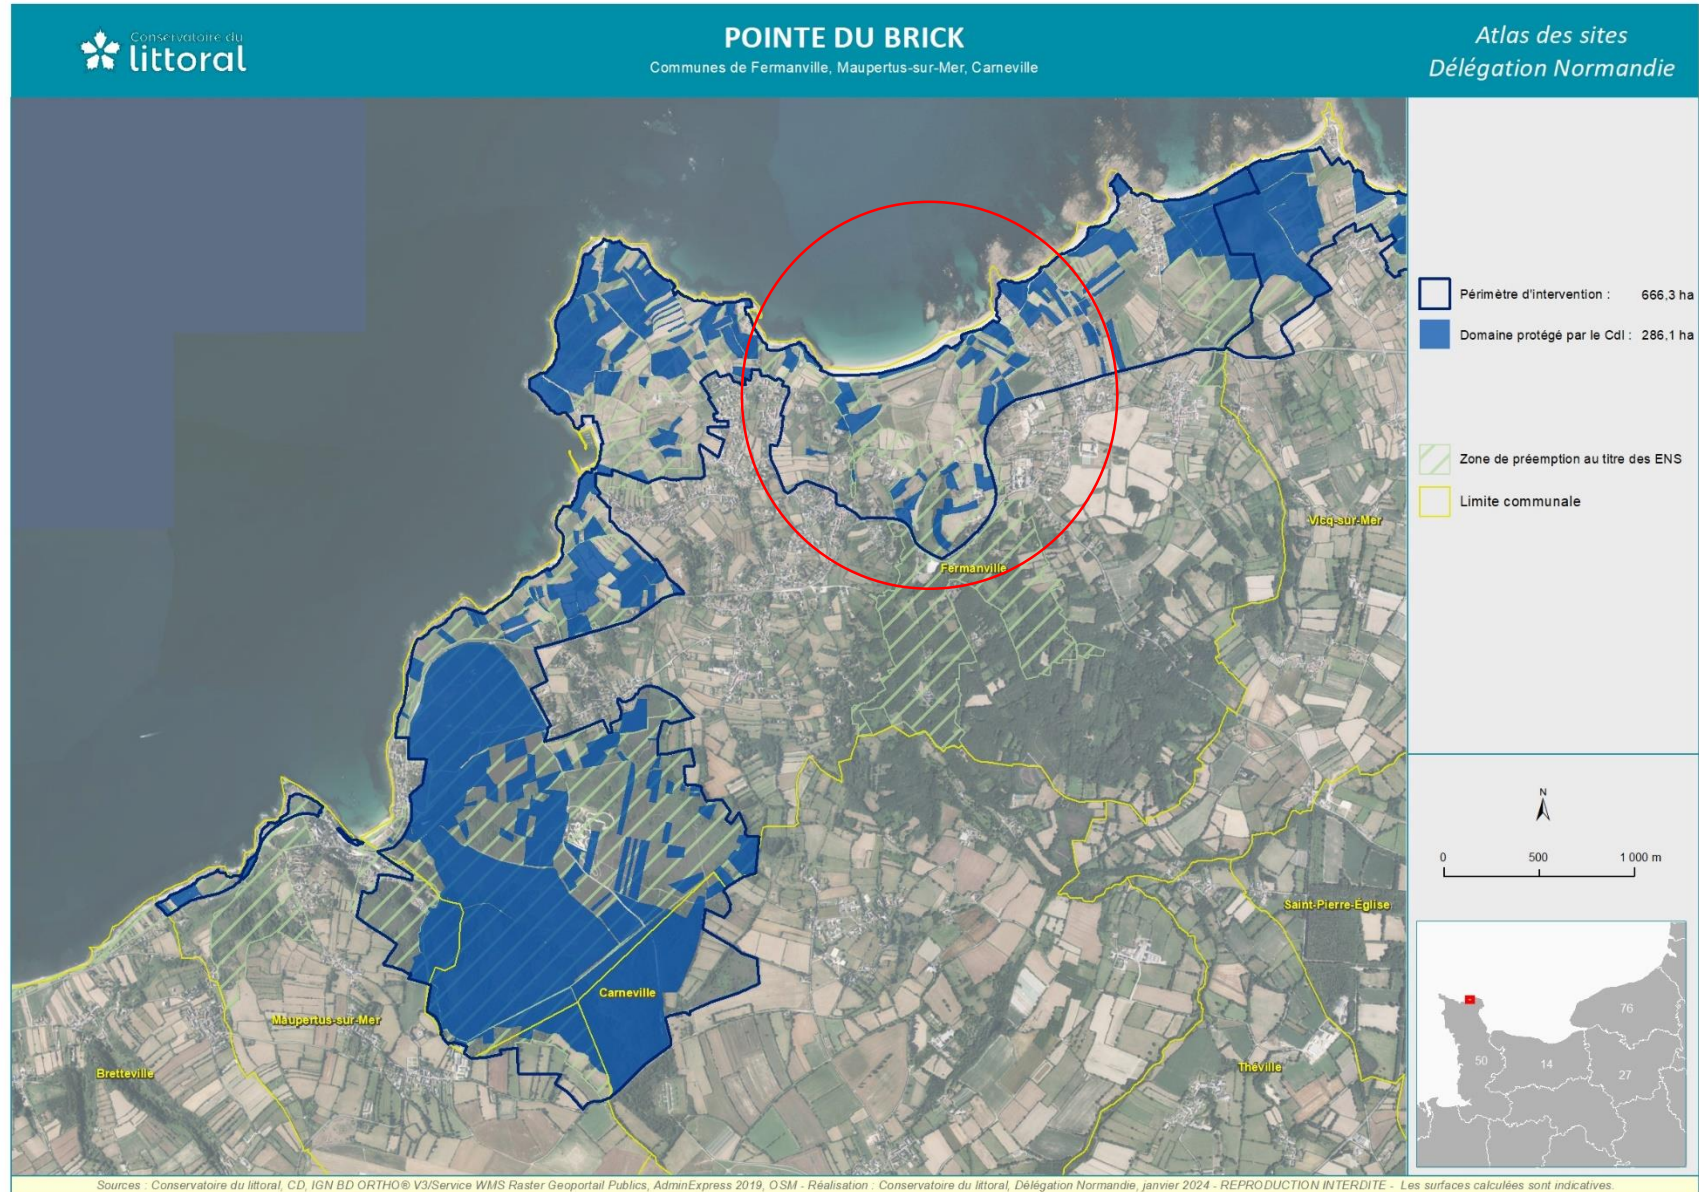 Conservatoire du
littoral
POINTE DU BRICK
Communes de Fermanville, Maupertus-sur-Mer, Carneville
Atlas des sites
Délégation Normandie
Périmètre d'intervention : 666,3 ha
Domaine protégé par le Cdl : 286,1 ha
Zone de préemption au titre des ENS
Limite communale
Vicq-sur-Mer
Fermanville
Saint-Pierre-Église
Carneville
Maupertus-sur-Mer
Bretteville
Théville
N
0 500 1 000 m
76
50
14
27
Sources : Conservatoire du littoral, CD, IGN BD ORTHO® V3/Service WMS Raster Geoportail Publics, AdminExpress 2019, OSM - Réalisation : Conservatoire du littoral, Délégation Normandie, janvier 2024 - REPRODUCTION INTERDITE - Les surfaces calculées sont indicatives.